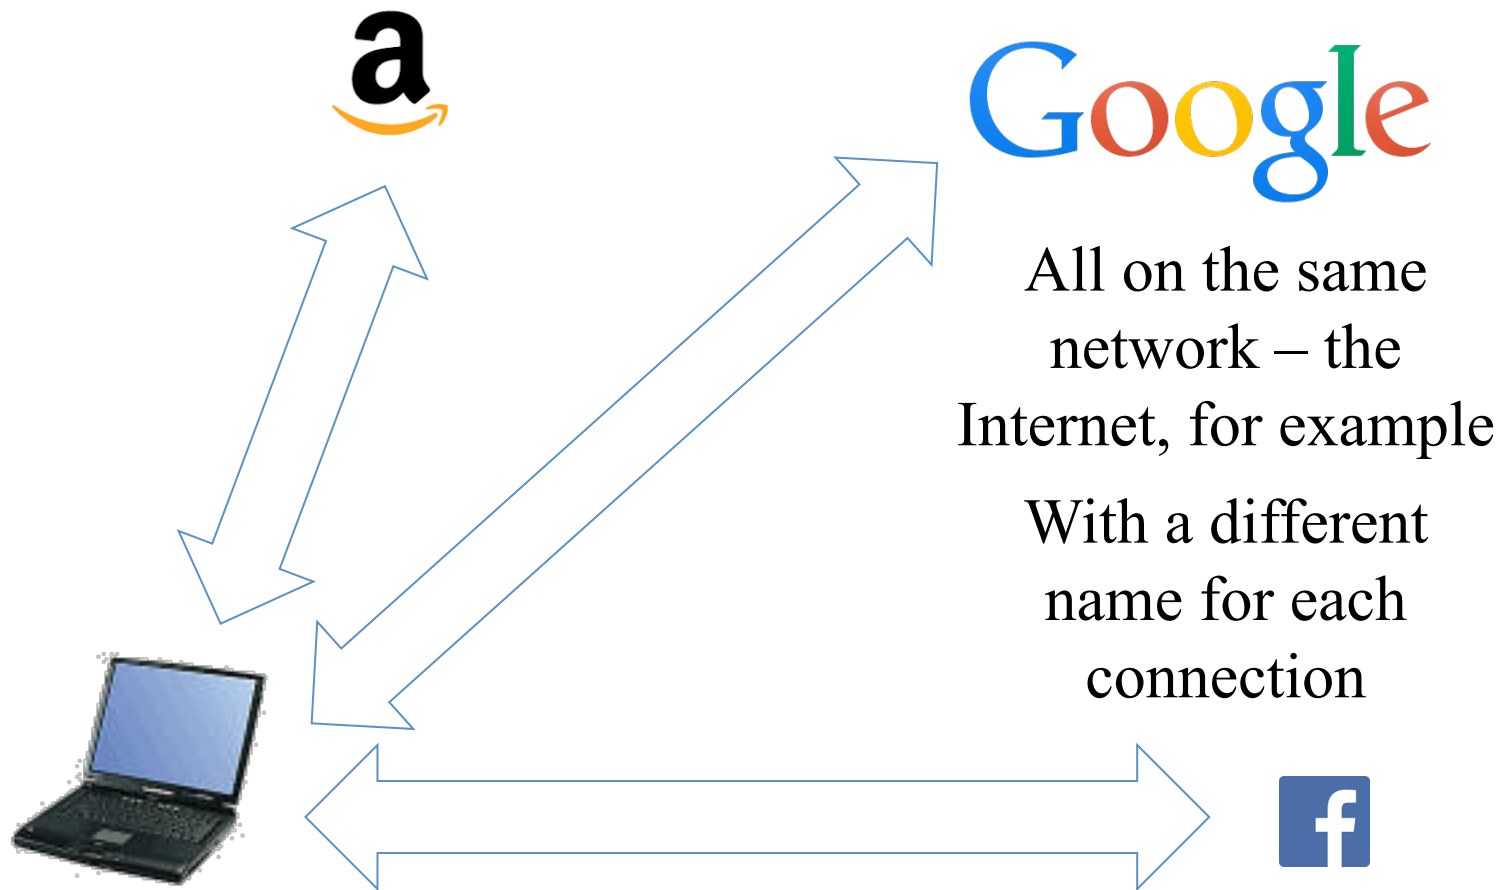 a
Google
All on the same
network – the
Internet, for example
With a different
name for each
connection
f